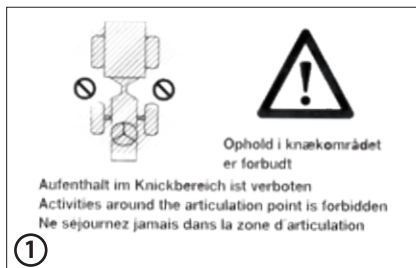 Ophold i knækområdet
er forbudt
Aufenthalt im Knickbereich ist verboten
Activities around the articulation point is forbidden
Ne séjournez jamais dans la zone d'articulation
1